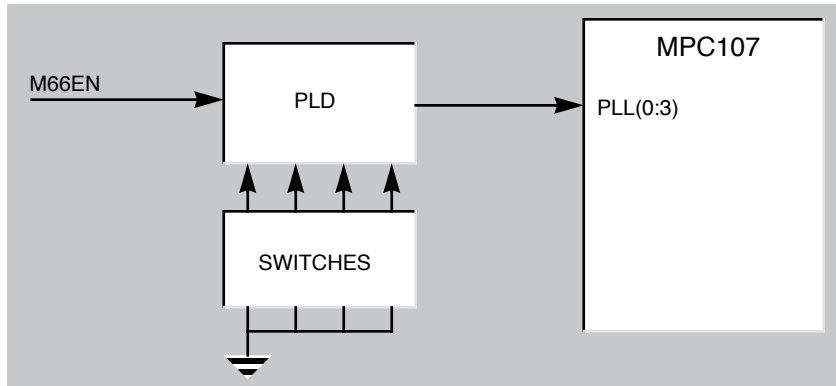 MPC107
M66EN
PLD
PLL(0:3)
SWITCHES